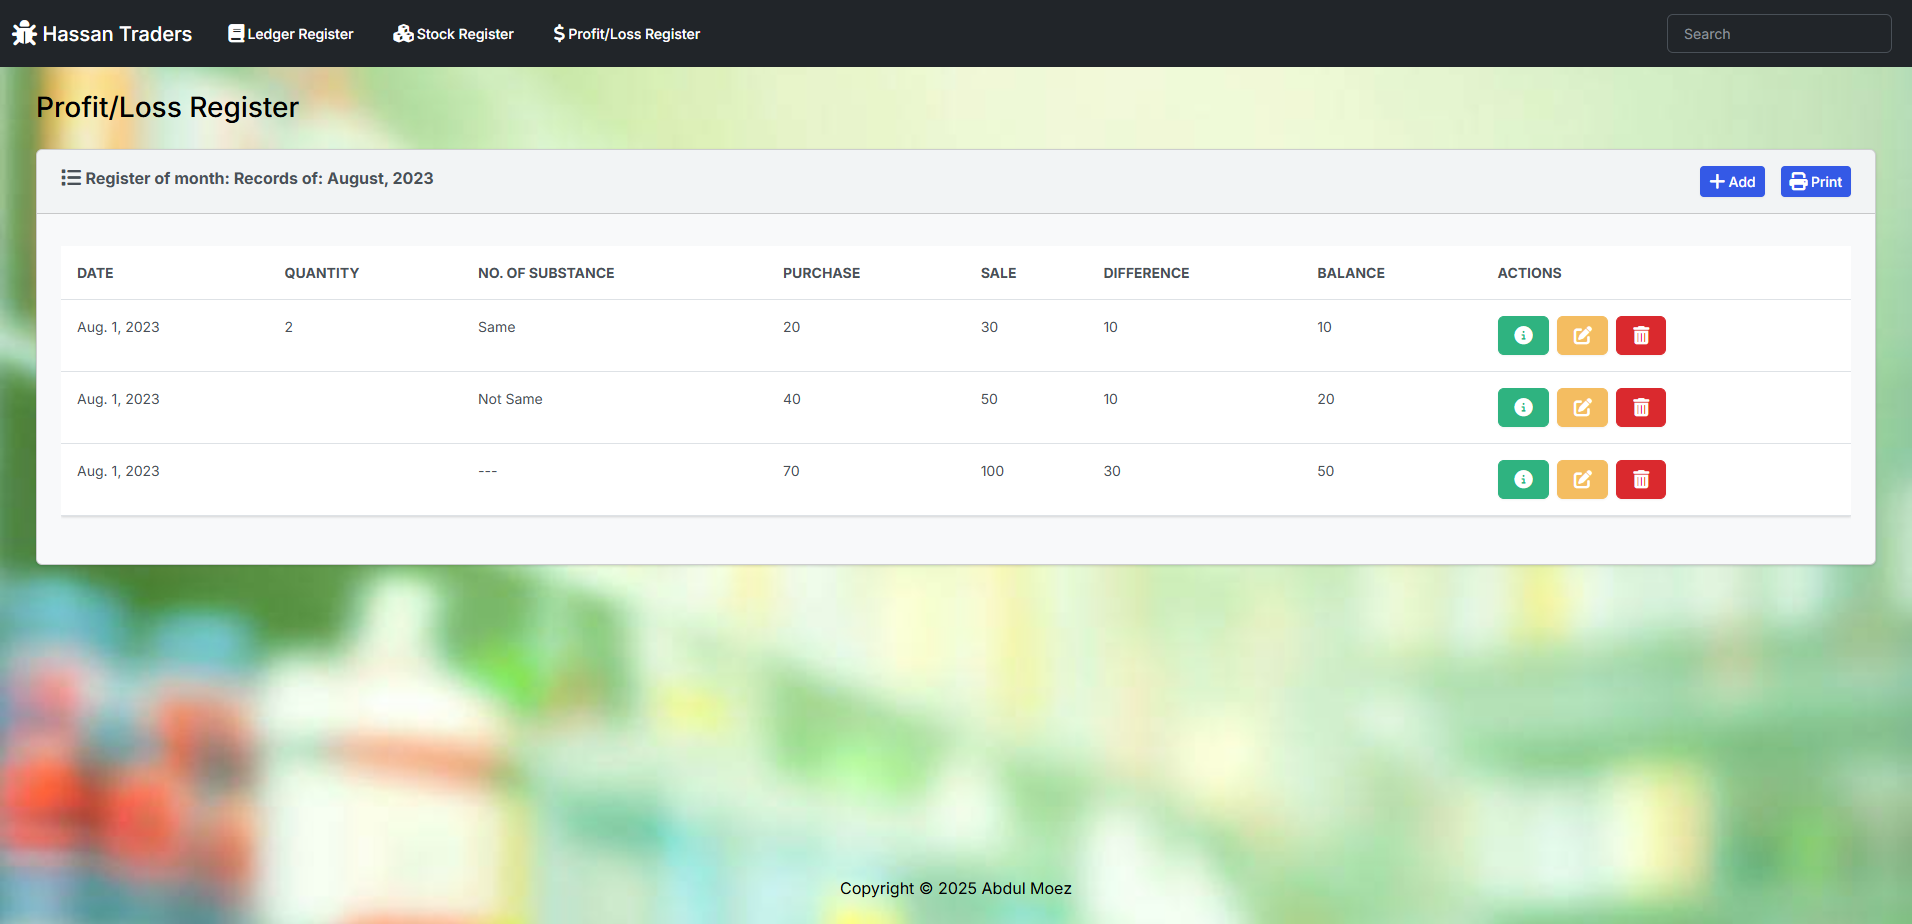 Hassan Traders Ledger Register Stock Register Profit/Loss Register Search
Profit/Loss Register
Register of month: Records of: August, 2023 Add Print
DATE QUANTITY NO. OF SUBSTANCE PURCHASE SALE DIFFERENCE BALANCE ACTIONS
Aug. 1, 2023 2 Same 20 30 10 10
Aug. 1, 2023 Not Same 40 50 10 20
Aug. 1, 2023 --- 70 100 30 50
Copyright © 2025 Abdul Moez